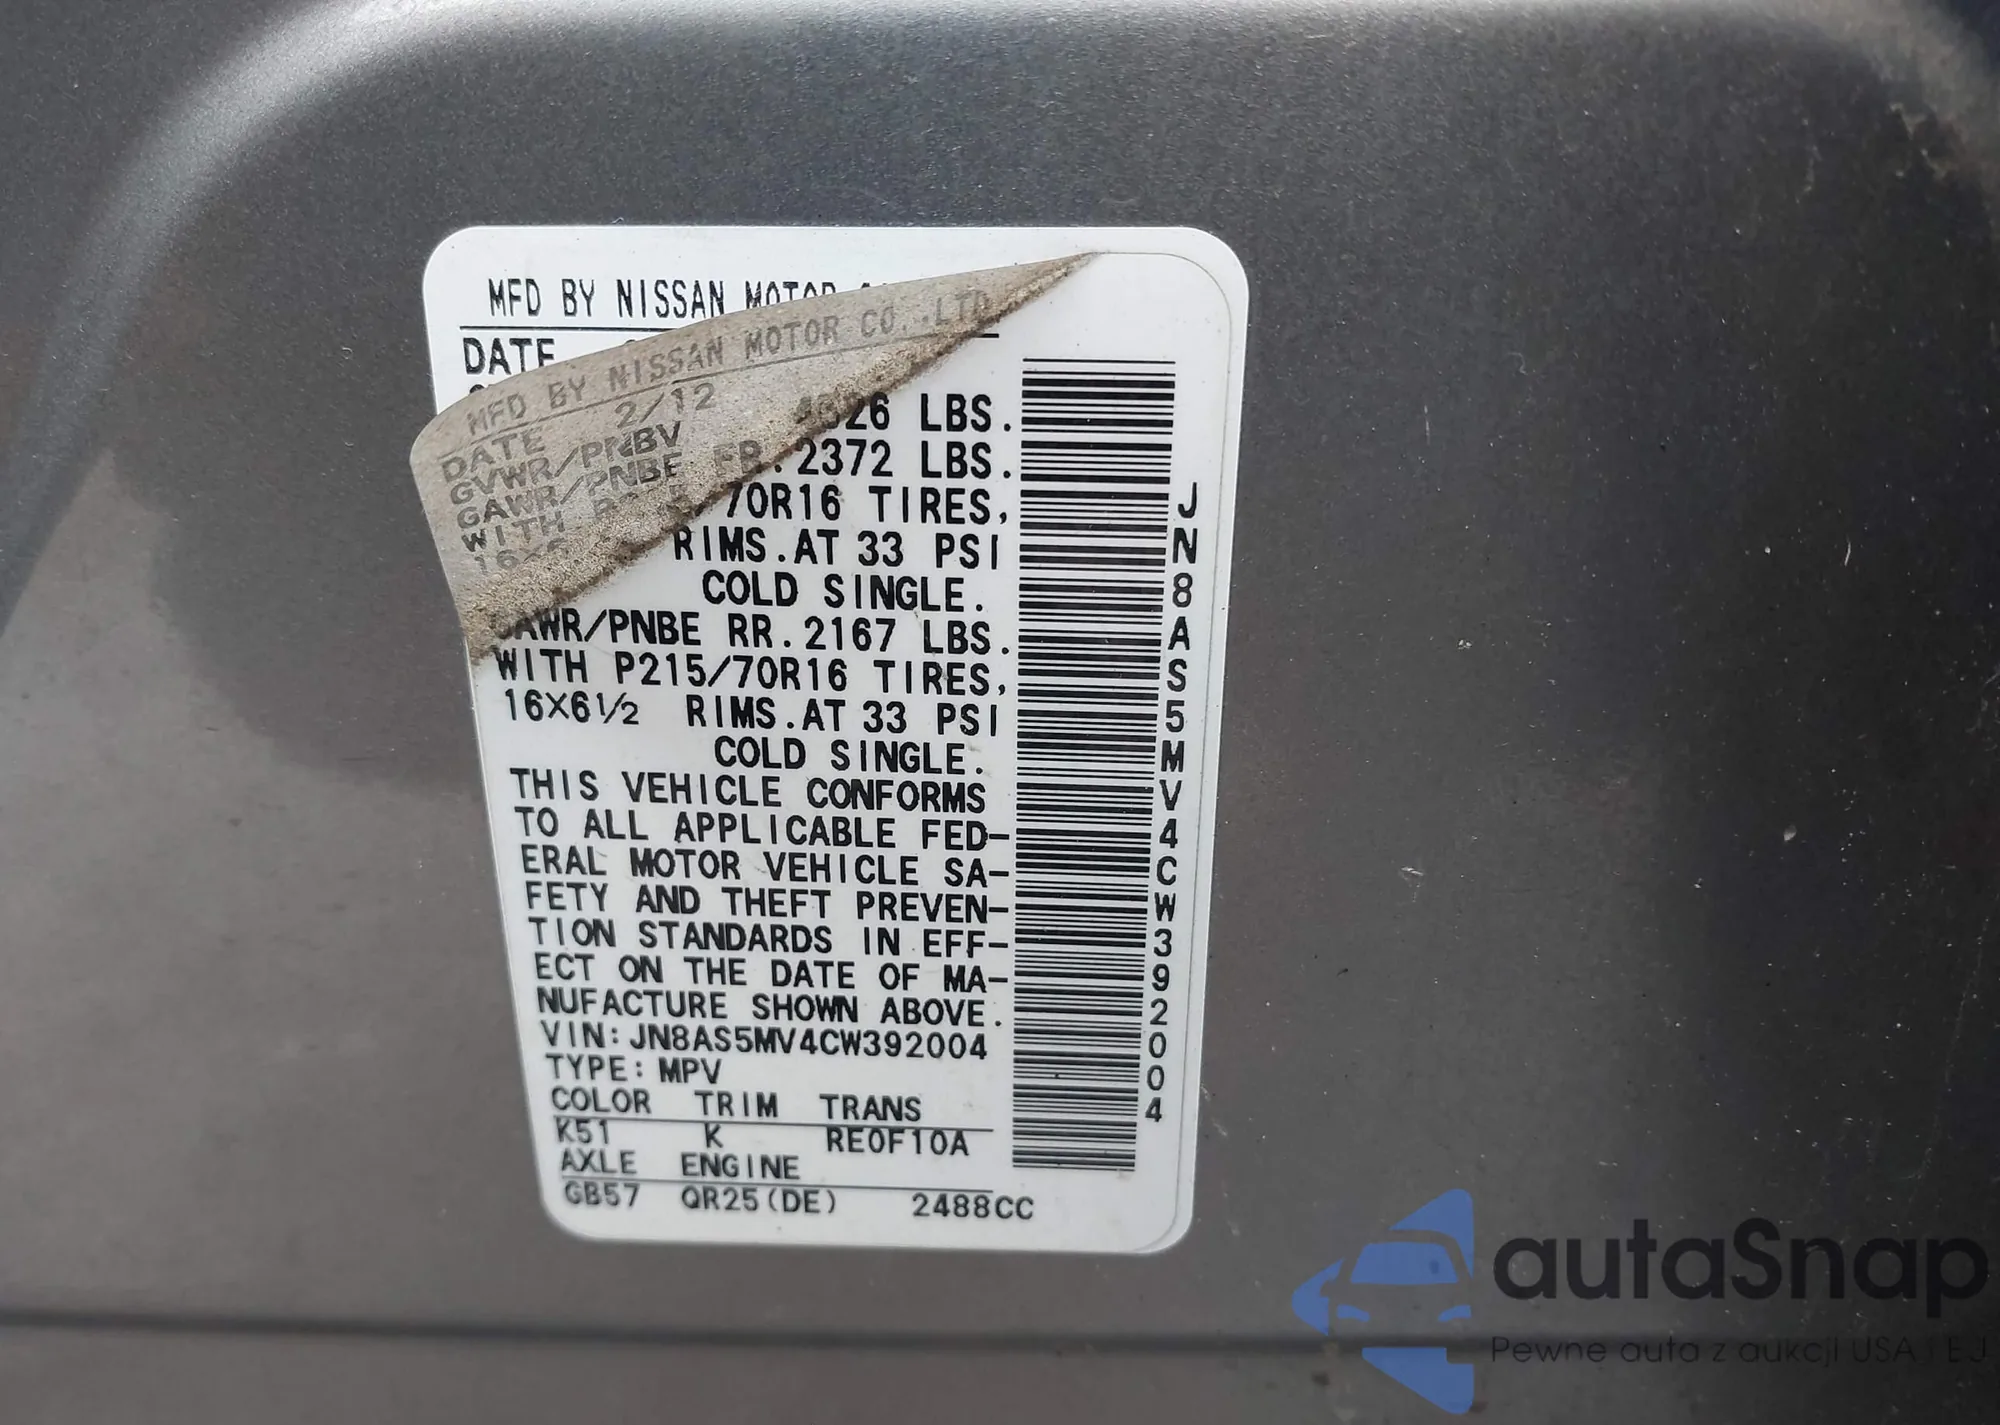 MFD BY NISSAN MOTOR
DATE
MFD BY NISSAN MOTOR CO.,LTD.
DATE 2/12
GVWR/PNBV LBS.
GAWR/PNBE FR.2372 LBS.
WITH /70R16 TIRES,
RIMS.AT 33 PSI
COLD SINGLE.
GAWR/PNBE RR.2167 LBS.
WITH P215/70R16 TIRES,
16X6½ RIMS.AT 33 PSI
COLD SINGLE.
THIS VEHICLE CONFORMS
TO ALL APPLICABLE FED-
ERAL MOTOR VEHICLE SA-
FETY AND THEFT PREVEN-
TION STANDARDS IN EFF-
ECT ON THE DATE OF MA-
NUFACTURE SHOWN ABOVE.
VIN:JN8AS5MV4CW392004
TYPE:MPV
COLOR TRIM TRANS
K51 K RE0F10A
AXLE ENGINE
GB57 QR25(DE) 2488CC
JN8AS5MV4CW392004
autaSnap
Pewne auta z aukcji USA i EJ